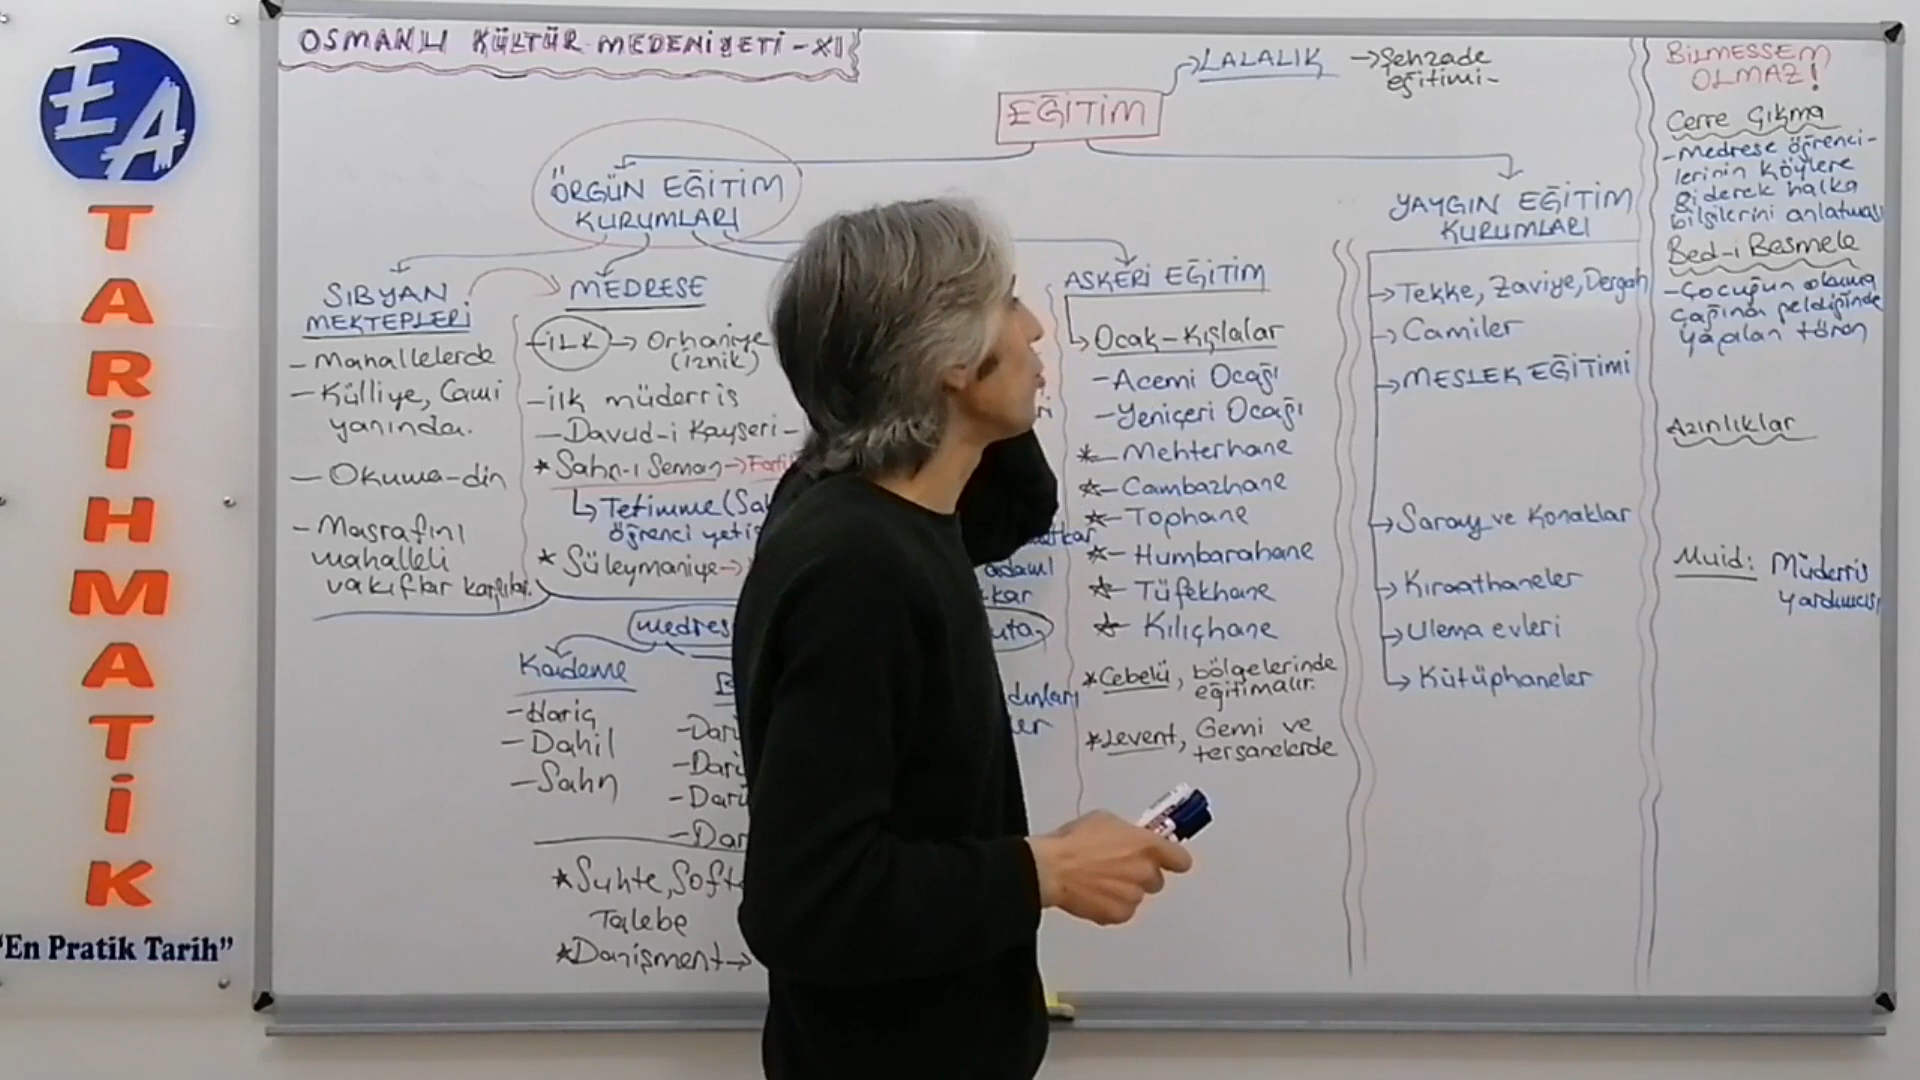 EA
TARİHMATİK
"En Pratik Tarih"
OSMANLI KÜLTÜR MEDENİYETİ-XI
EĞİTİM
LALALIK → Şehzade
eğitimi-
ÖRGÜN EĞİTİM
KURUMLARI
SIBYAN
MEKTEPLERİ
- Mahallelerde
- Külliye, Cami
yanında.
- Okuma-din
- Masrafını
mahalleli
vakıflar karşılar.
MEDRESE
- İLK → Orhaniye
(İznik)
- ilk müderris
- Davud-i Kayseri -
* Sahn-ı Seman →
Tetimme
öğrenci
* Süleymaniye →
Kademe
- Hariç
- Dahil
- Sahn
* Suhte,
Talebe
* Danişment →
ASKERİ EĞİTİM
Ocak-Kışlalar
- Acemi Ocağı
- Yeniçeri Ocağı
* Mehterhane
* Cambazhane
* Tophane
* Humbarahane
* Tüfekhane
* Kılıçhane
* Cebelü, bölgelerinde
eğitim alır.
* Levent, Gemi ve
tersanelerde
YAYGIN EĞİTİM
KURUMLARI
→ Tekke, Zaviye, Dergah
→ Camiler
→ MESLEK EĞİTİMİ
→ Saray ve Konaklar
→ Kıraathaneler
→ Ulema evleri
→ Kütüphaneler
BİLMESSEM
OLMAZ!
Cerre Çıkma
- Medrese öğrenci-
lerinin köylere
giderek halka
bilgilerini anlatması
Bed-i Besmele
- Çocuğun okuma
çağına geldiğinde
yapılan tören
Azınlıklar
Muid: Müderris
yardımcısı